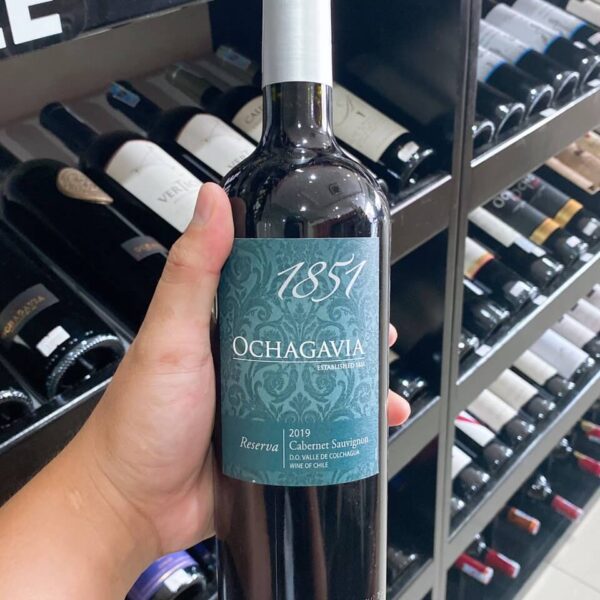 1851
OCHAGAVIA
ESTABLISHED 1851
Reserva
2019
Cabernet Sauvignon
D.O. VALLE DE COLCHAGUA
WINE OF CHILE